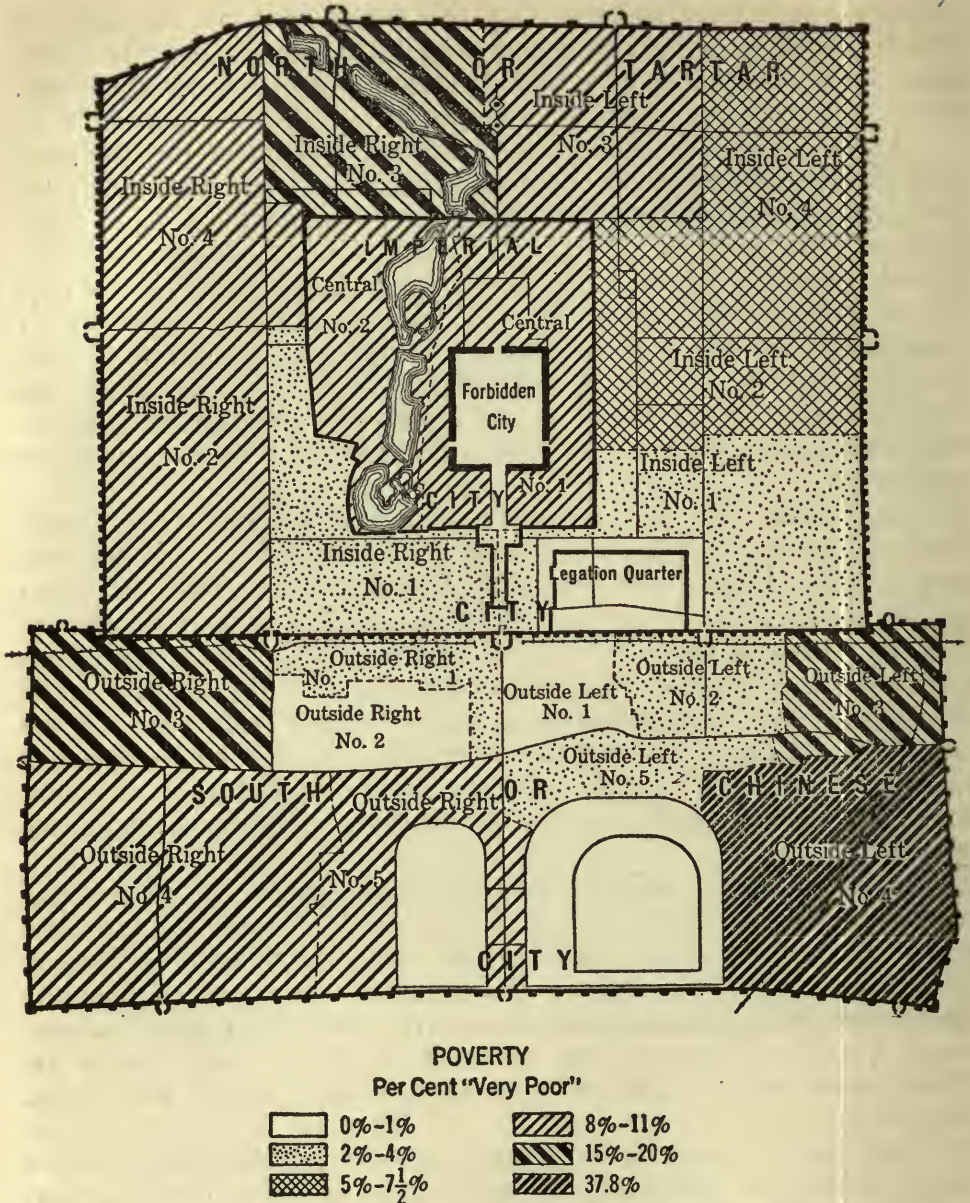 NORTH OR TARTAR
Inside Left
No. 3
Inside Right
No. 3
Inside Left
No. 4
Inside Right
No. 4
IMPERIAL
Central
No. 2
Central
Inside Left
No. 2
Forbidden
City
Inside Right
No. 2
Inside Left
No. 1
No. 1
CITY
Inside Right
No. 1
Legation Quarter
CITY
Outside Right
No. 1
Outside Left
No. 2
Outside Right
No. 3
Outside Left
No. 3
Outside Left
No. 1
Outside Right
No. 2
Outside Left
No. 5
SOUTH OR CHINESE
Outside Right
No. 5
Outside Right
No. 4
Outside Left
No. 4
CITY
POVERTY
Per Cent "Very Poor"
0%-1%
8%-11%
2%-4%
15%-20%
5%-7½%
37.8%